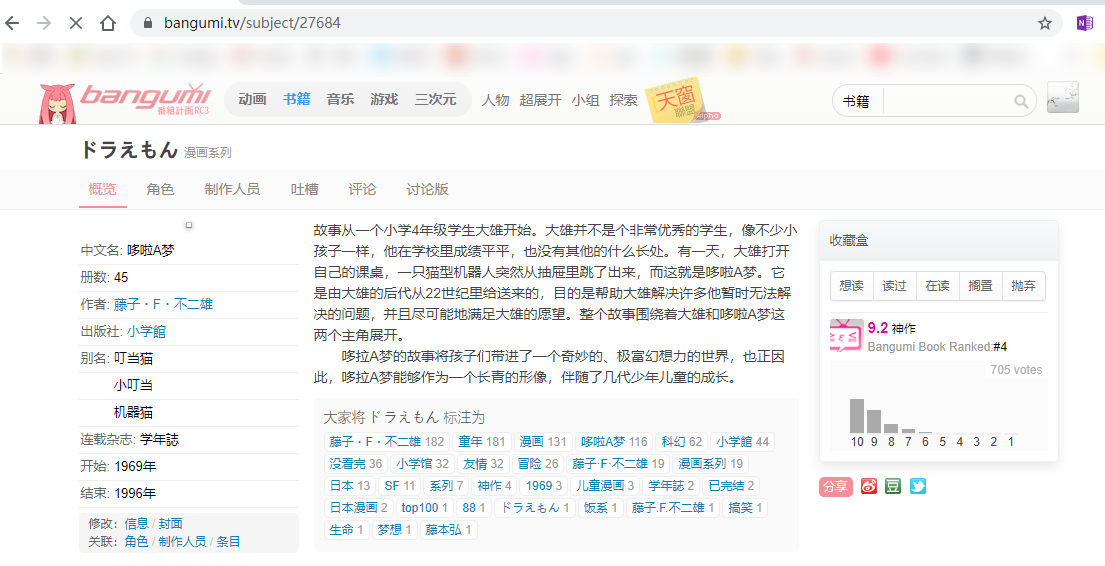 bangumi.tv/subject/27684
bangumi
番組計画RC3
动画 书籍 音乐 游戏 三次元 人物 超展开 小组 探索
天窗
联盟
alpha
书籍
ドラえもん 漫画系列
概览 角色 制作人员 吐槽 评论 讨论版
中文名: 哆啦A梦
册数: 45
作者: 藤子・F・不二雄
出版社: 小学館
别名: 叮当猫
小叮当
机器猫
连载杂志: 学年誌
开始: 1969年
结束: 1996年
修改: 信息 / 封面
关联: 角色 / 制作人员 / 条目
故事从一个小学4年级学生大雄开始。大雄并不是个非常优秀的学生，像不少小
孩子一样，他在学校里成绩平平，也没有其他的什么长处。有一天，大雄打开
自己的课桌，一只猫型机器人突然从抽屉里跳了出来，而这就是哆啦A梦。它
是由大雄的后代从22世纪里给送来的，目的是帮助大雄解决许多他暂时无法解
决的问题，并且尽可能地满足大雄的愿望。整个故事围绕着大雄和哆啦A梦这
两个主角展开。
哆拉A梦的故事将孩子们带进了一个奇妙的、极富幻想力的世界，也正因
此，哆拉A梦能够作为一个长青的形像，伴随了几代少年儿童的成长。
大家将 ドラえもん 标注为
藤子・F・不二雄 182 童年 181 漫画 131 哆啦A梦 116 科幻 62 小学館 44
没看完 36 小学馆 32 友情 32 冒险 26 藤子·F·不二雄 19 漫画系列 19
日本 13 SF 11 系列 7 神作 4 1969 3 儿童漫画 3 学年誌 2 已完结 2
日本漫画 2 top100 1 88 1 ドラえもん 1 饭系 1 藤子.F.不二雄 1 搞笑 1
生命 1 梦想 1 藤本弘 1
收藏盒
想读 读过 在读 搁置 抛弃
9.2 神作
Bangumi Book Ranked:#4
705 votes
10 9 8 7 6 5 4 3 2 1
分享 豆